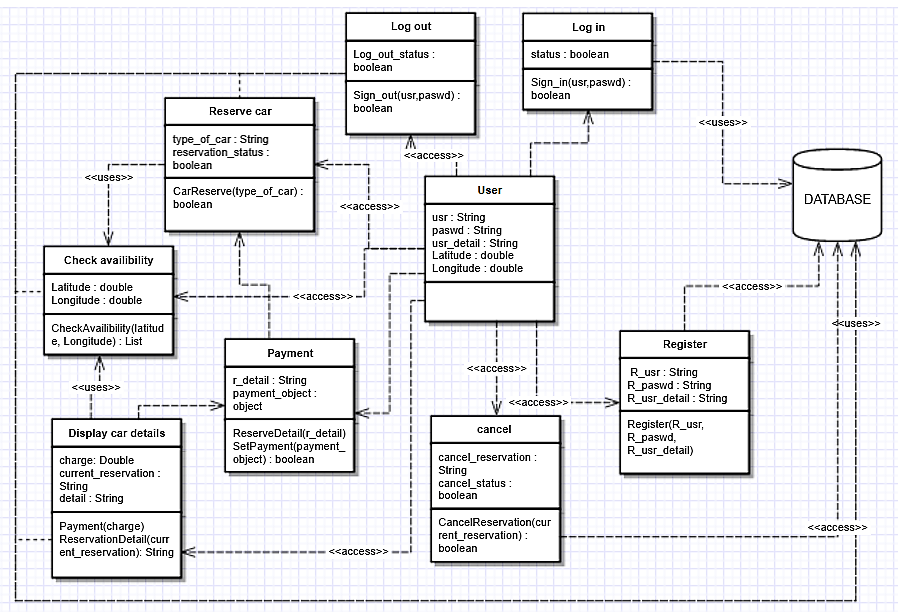 Log out
Log_out_status :
boolean
Sign_out(usr,paswd) :
boolean
Log in
status : boolean
Sign_in(usr,paswd) :
boolean
<<uses>>
Reserve car
type_of_car : String
reservation_status :
boolean
CarReserve(type_of_car) :
boolean
<<access>>
<<uses>>
<<access>>
User
usr : String
paswd : String
usr_detail : String
Latitude : double
Longitude : double
DATABASE
Check availibility
Latitude : double
Longitude : double
CheckAvailibility(latitud
e, Longitude) : List
<<access>>
<<access>>
<<uses>>
Payment
r_detail : String
payment_object :
object
ReserveDetail(r_detail)
SetPayment(payment_
object) : boolean
Register
R_usr : String
R_paswd : String
R_usr_detail : String
Register(R_usr,
R_paswd,
R_usr_detail)
<<uses>>
<<access>>
<<access>>
Display car details
charge: Double
current_reservation :
String
detail : String
Payment(charge)
ReservationDetail(curr
ent_reservation): String
cancel
cancel_reservation :
String
cancel_status :
boolean
CancelReservation(cur
rent_reservation) :
boolean
<<access>>
<<access>>